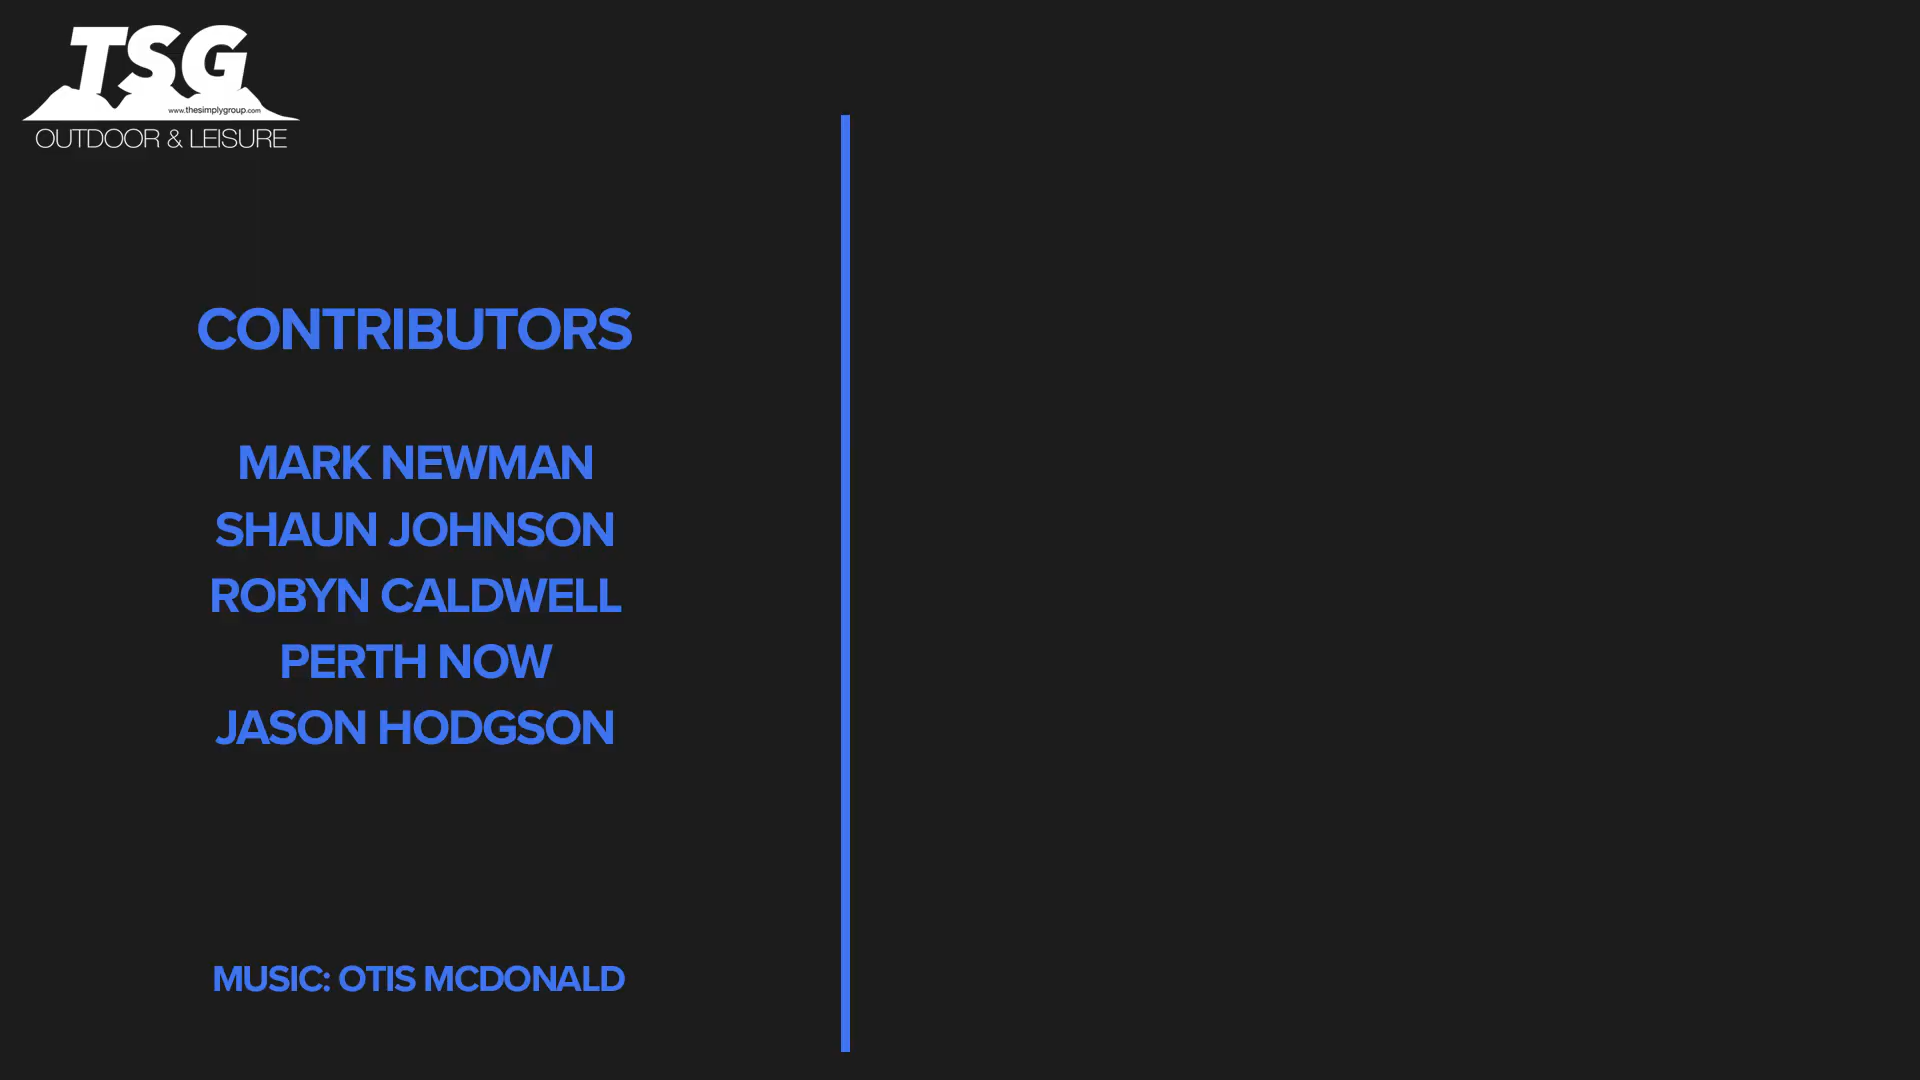 TSG
www.thesimplygroup.com
OUTDOOR & LEISURE
CONTRIBUTORS
MARK NEWMAN
SHAUN JOHNSON
ROBYN CALDWELL
PERTH NOW
JASON HODGSON
MUSIC: OTIS MCDONALD